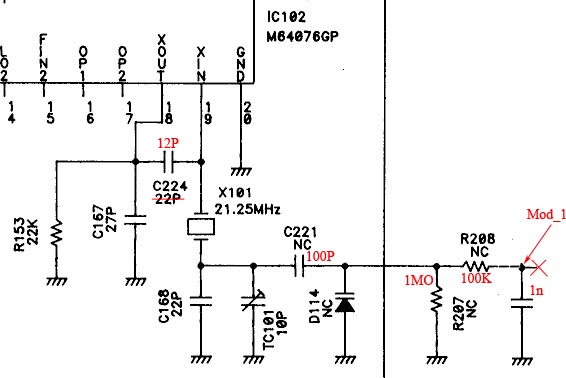 IC102
M64076GP
LO2
FIN2
OP1
OP2
XOUT
XIN
GND
14
15
16
17
18
19
20
12P
C224
22P
X101
21.25MHz
R153
22K
C167
27P
C221
NC
100P
Mod_1
R208
NC
100K
1MO
R207
NC
1n
C168
22P
TC101
10P
D114
NC